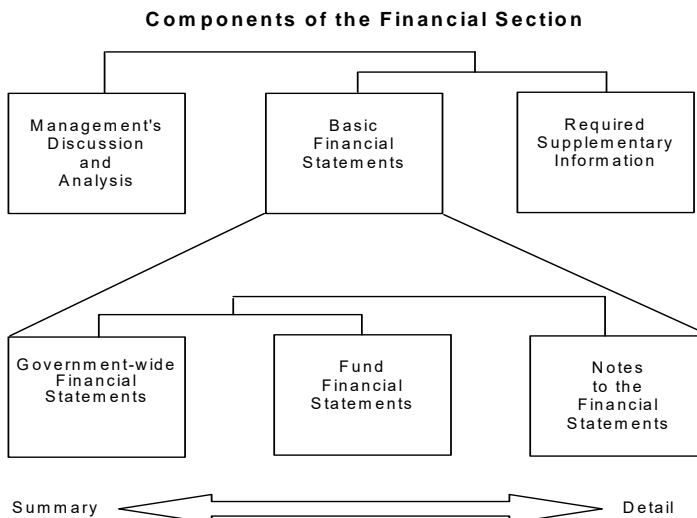 Components of the Financial Section
Management's
Discussion
and
Analysis
Basic
Financial
Statements
Required
Supplementary
Information
Government-wide
Financial
Statements
Fund
Financial
Statements
Notes
to the
Financial
Statements
Summary
Detail